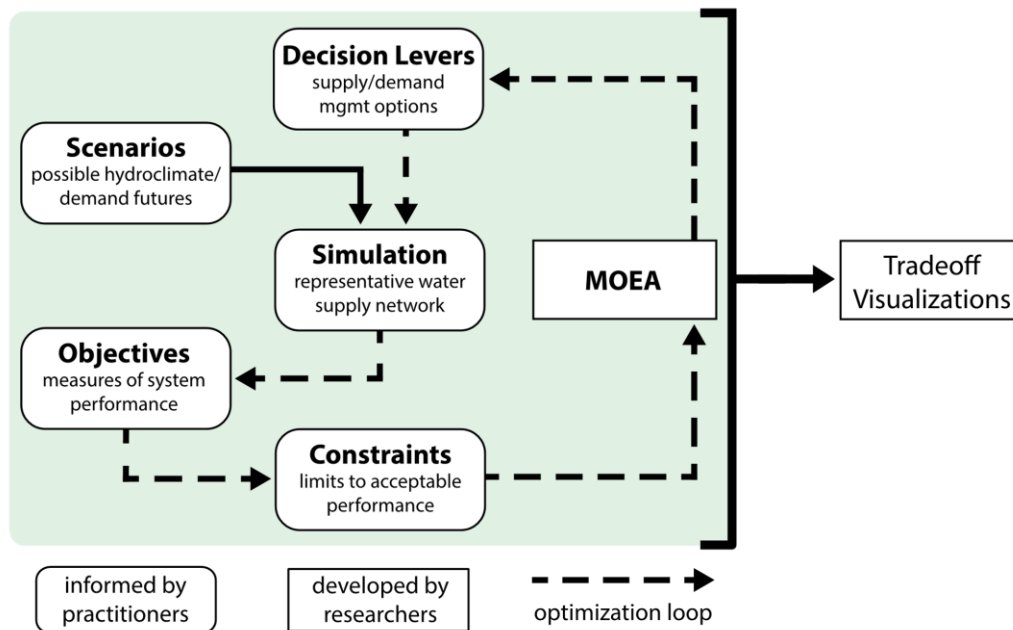 Decision Levers
supply/demand
mgmt options
Scenarios
possible hydroclimate/
demand futures
Simulation
representative water
supply network
MOEA
Tradeoff
Visualizations
Objectives
measures of system
performance
Constraints
limits to acceptable
performance
informed by
practitioners
developed by
researchers
optimization loop